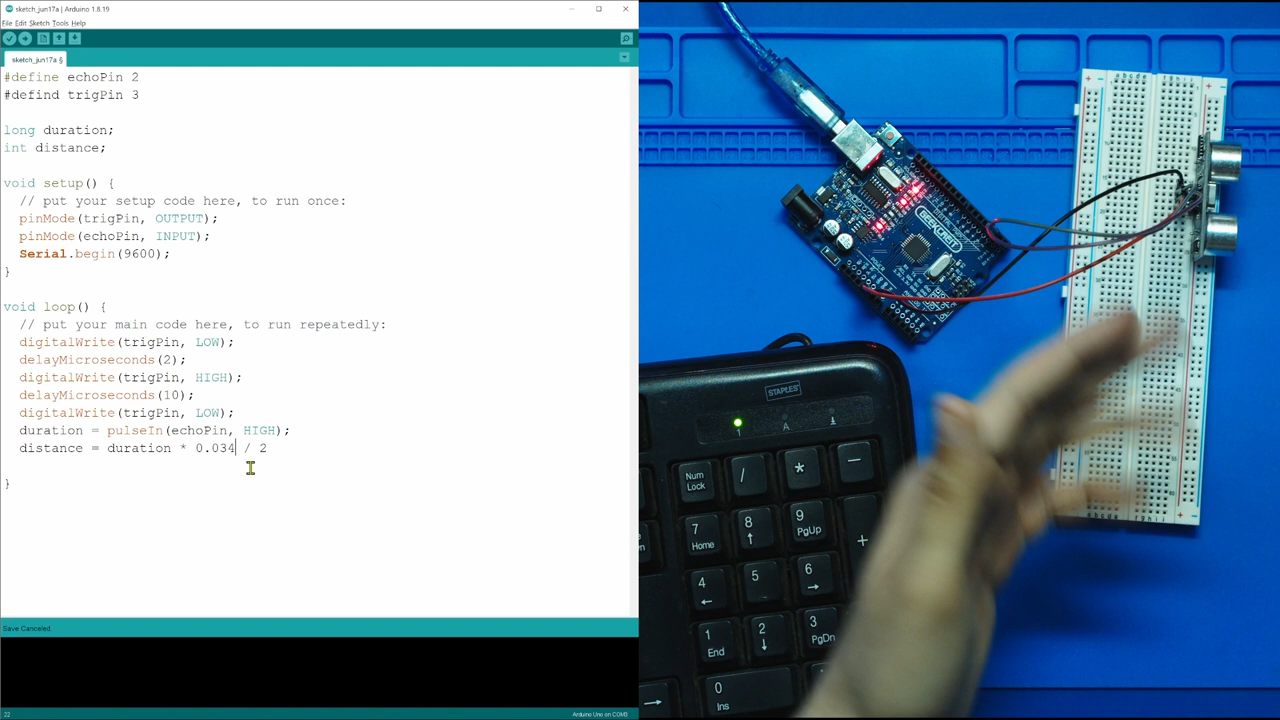 sketch_jun17a | Arduino 1.8.19
File Edit Sketch Tools Help
sketch_jun17a §
#define echoPin 2
#defind trigPin 3
long duration;
int distance;
void setup() {
// put your setup code here, to run once:
pinMode(trigPin, OUTPUT);
pinMode(echoPin, INPUT);
Serial.begin(9600);
}
void loop() {
// put your main code here, to run repeatedly:
digitalWrite(trigPin, LOW);
delayMicroseconds(2);
digitalWrite(trigPin, HIGH);
delayMicroseconds(10);
digitalWrite(trigPin, LOW);
duration = pulseIn(echoPin, HIGH);
distance = duration * 0.034 / 2
}
Save Canceled.
22
Arduino Uno on COM3
GEEKCREIT
STAPLES
1
A
Num Lock
/
*
−
7 Home
8 ↑
9 PgUp
+
4 ←
5
6 →
1 End
2 ↓
3 PgDn
0 Ins